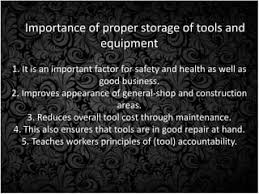 Importance of proper storage of tools and
equipment
1. It is an important factor for safety and health as well as
good business.
2. Improves appearance of general-shop and construction
areas.
3. Reduces overall tool cost through maintenance.
4. This also ensures that tools are in good repair at hand.
5. Teaches workers principles of (tool) accountability.